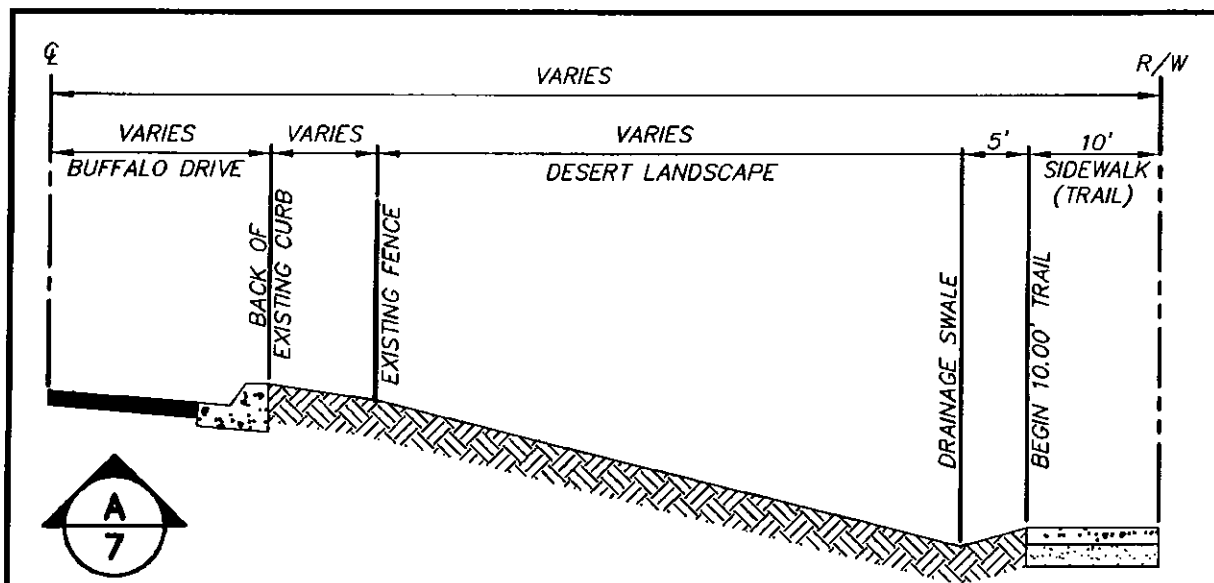 ℄
R/W
VARIES
VARIES
VARIES
VARIES
5'
10'
BUFFALO DRIVE
DESERT LANDSCAPE
SIDEWALK
(TRAIL)
BACK OF
EXISTING CURB
EXISTING FENCE
DRAINAGE SWALE
BEGIN 10.00' TRAIL
A
7